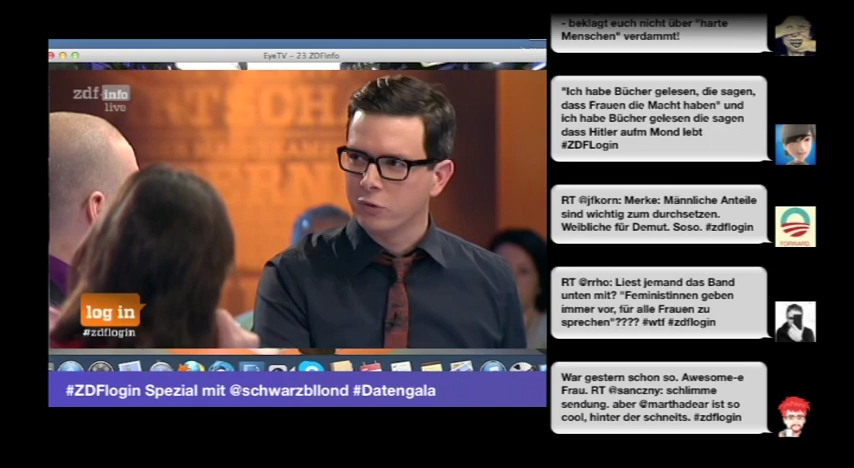 EyeTV – 23 ZDFinfo
zdf info
live
log in
#zdflogin
#ZDFlogin Spezial mit @schwarzbllond #Datengala
- beklagt euch nicht über "harte
Menschen" verdammt!
"Ich habe Bücher gelesen, die sagen,
dass Frauen die Macht haben" und
ich habe Bücher gelesen die sagen
dass Hitler aufm Mond lebt
#ZDFLogin
RT @jfkorn: Merke: Männliche Anteile
sind wichtig zum durchsetzen.
Weibliche für Demut. Soso. #zdflogin
FORWARD
RT @rrho: Liest jemand das Band
unten mit? "Feministinnen geben
immer vor, für alle Frauen zu
sprechen"???? #wtf #zdflogin
War gestern schon so. Awesome-e
Frau. RT @sanczny: schlimme
sendung. aber @marthadear ist so
cool, hinter der schneits. #zdflogin